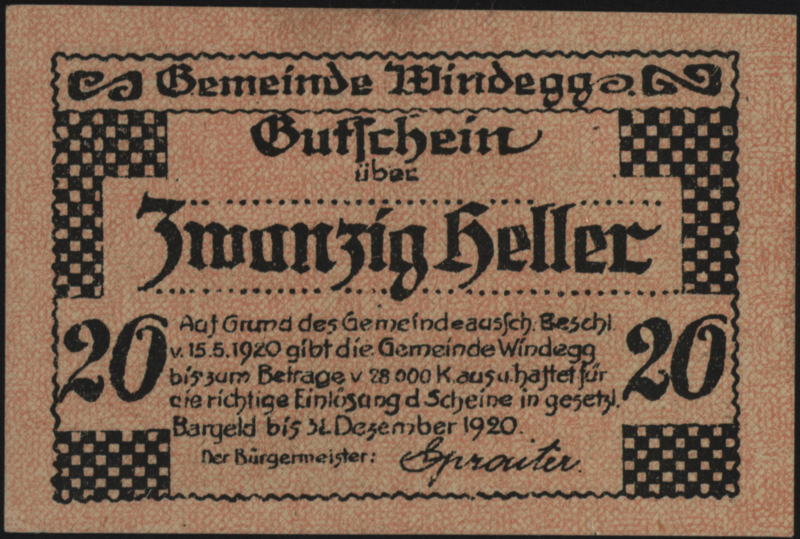 Gemeinde Windegg.
Gutschein
über
Zwanzig Heller
20 20
Auf Grund des Gemeindeaussch. Beschl.
v. 15.5.1920 gibt die Gemeinde Windegg
bis zum Betrage v 28 000 K. aus u. haftet für
die richtige Einlösung d Scheine in gesetzl.
Bargeld bis 31. Dezember 1920.
Der Bürgermeister: